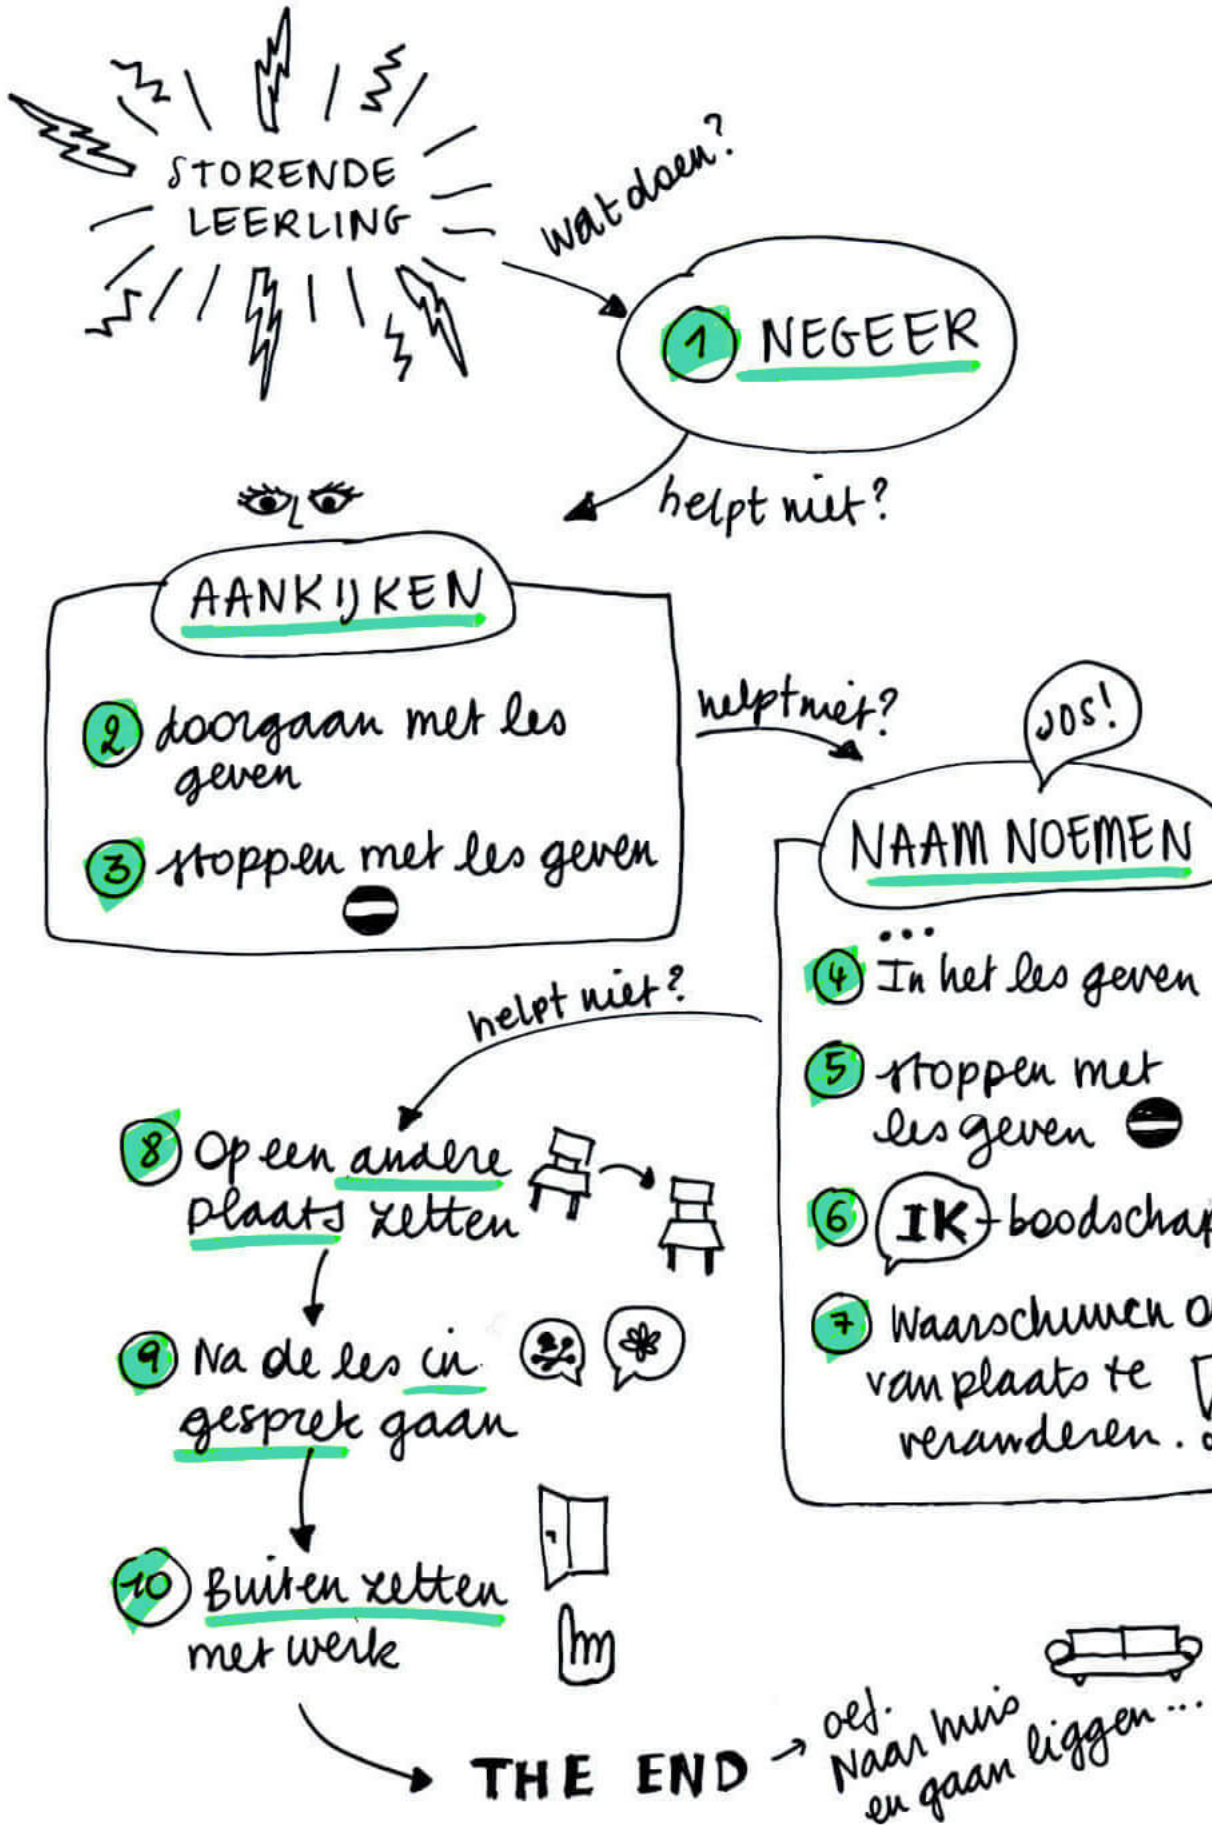 STORENDE
LEERLING
wat doen?
1 NEGEER
helpt niet?
AANKIJKEN
2 doorgaan met les
geven
3 stoppen met les geven
helpt niet?
JOS!
NAAM NOEMEN
...
4 In het les geven
5 stoppen met
les geven
6 IK-boodschap
7 Waarschuwen o
van plaats te
veranderen.
helpt niet?
8 Op een andere
plaats zetten
9 Na de les in
gesprek gaan
10 Buiten zetten
met werk
THE END
oef.
Naar huis
en gaan liggen...